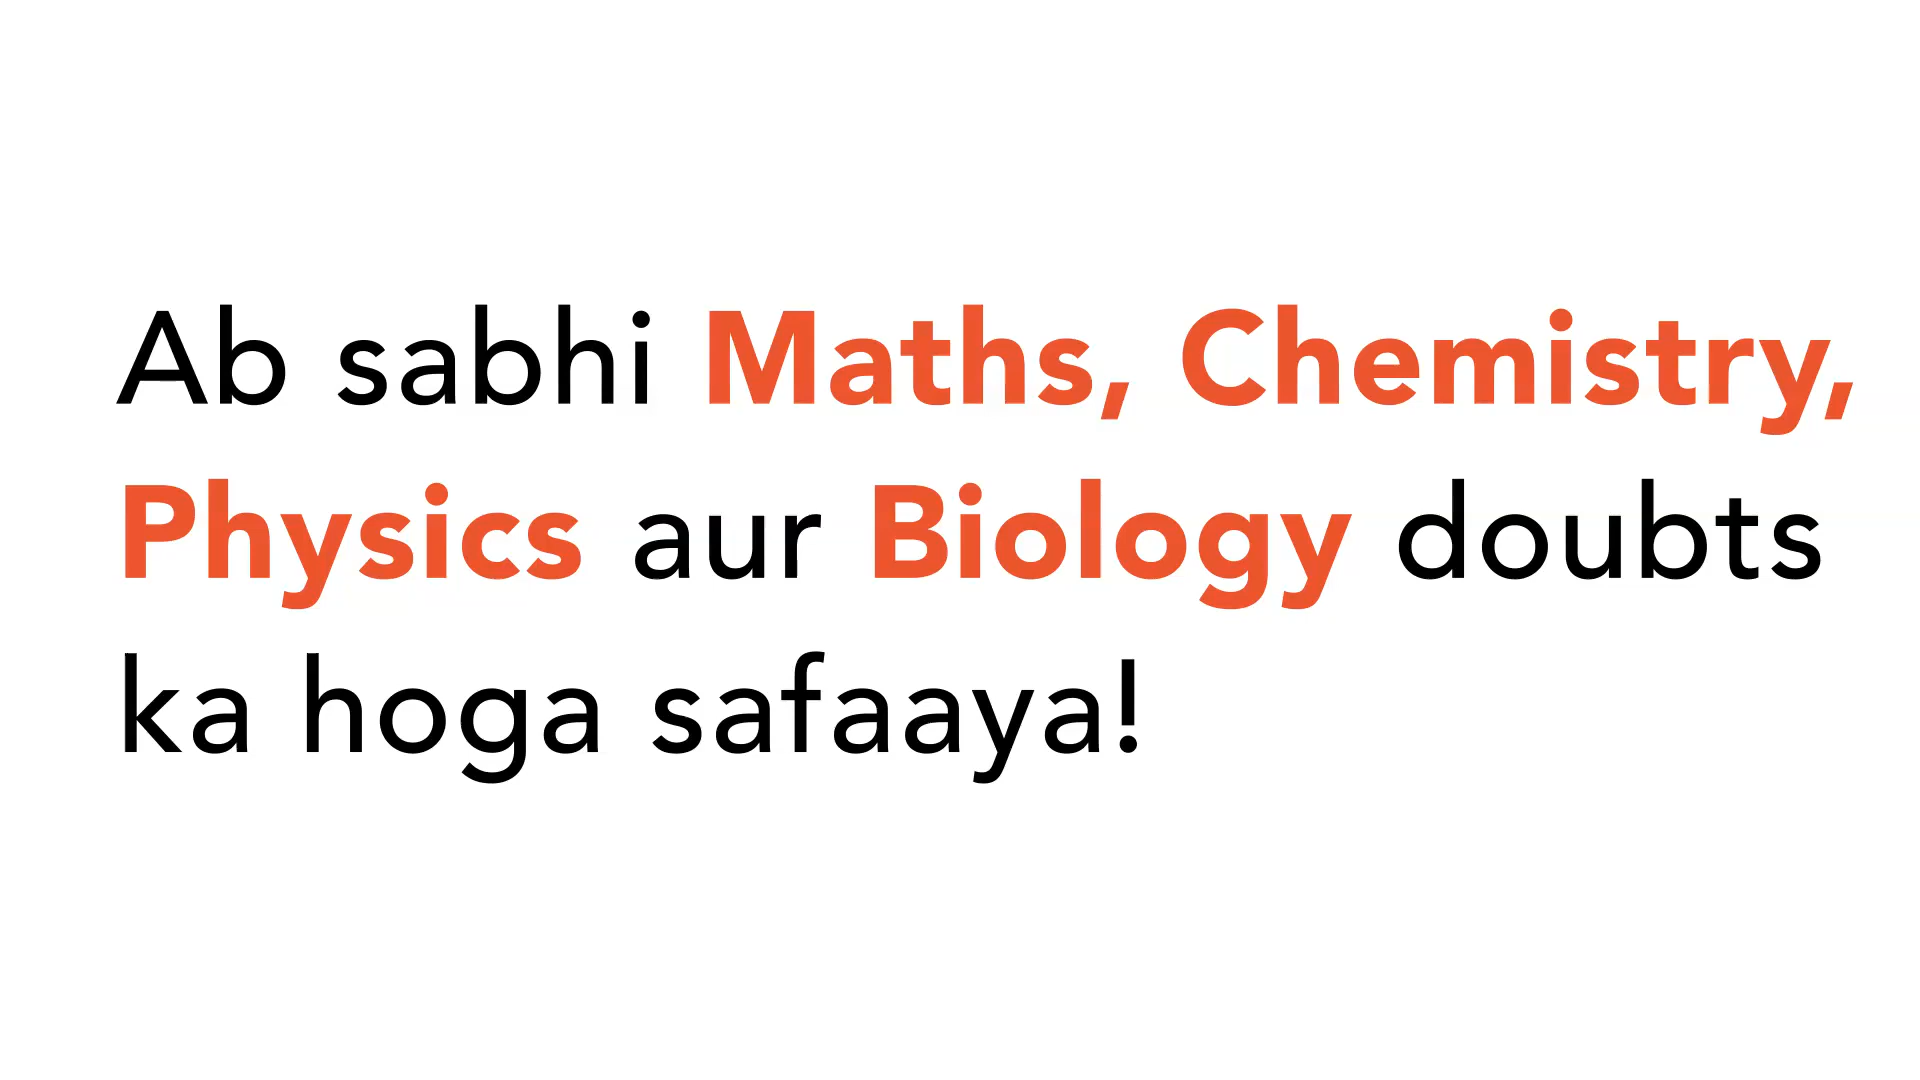 Ab sabhi Maths, Chemistry,
Physics aur Biology doubts
ka hoga safaaya!